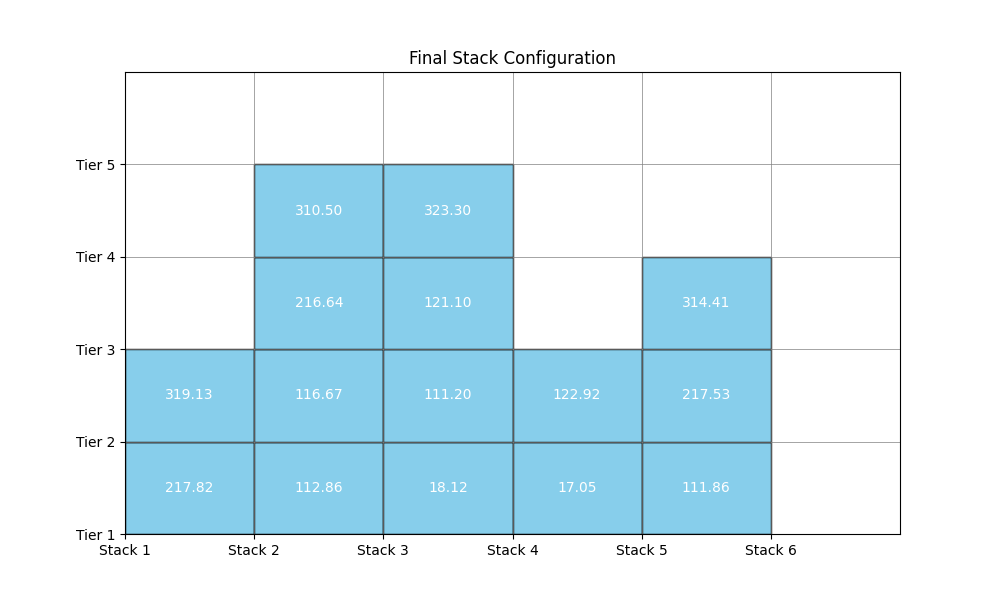 Final Stack Configuration
Tier 5
310.50 323.30
Tier 4
216.64 121.10 314.41
Tier 3
319.13 116.67 111.20 122.92 217.53
Tier 2
217.82 112.86 18.12 17.05 111.86
Tier 1
Stack 1 Stack 2 Stack 3 Stack 4 Stack 5 Stack 6